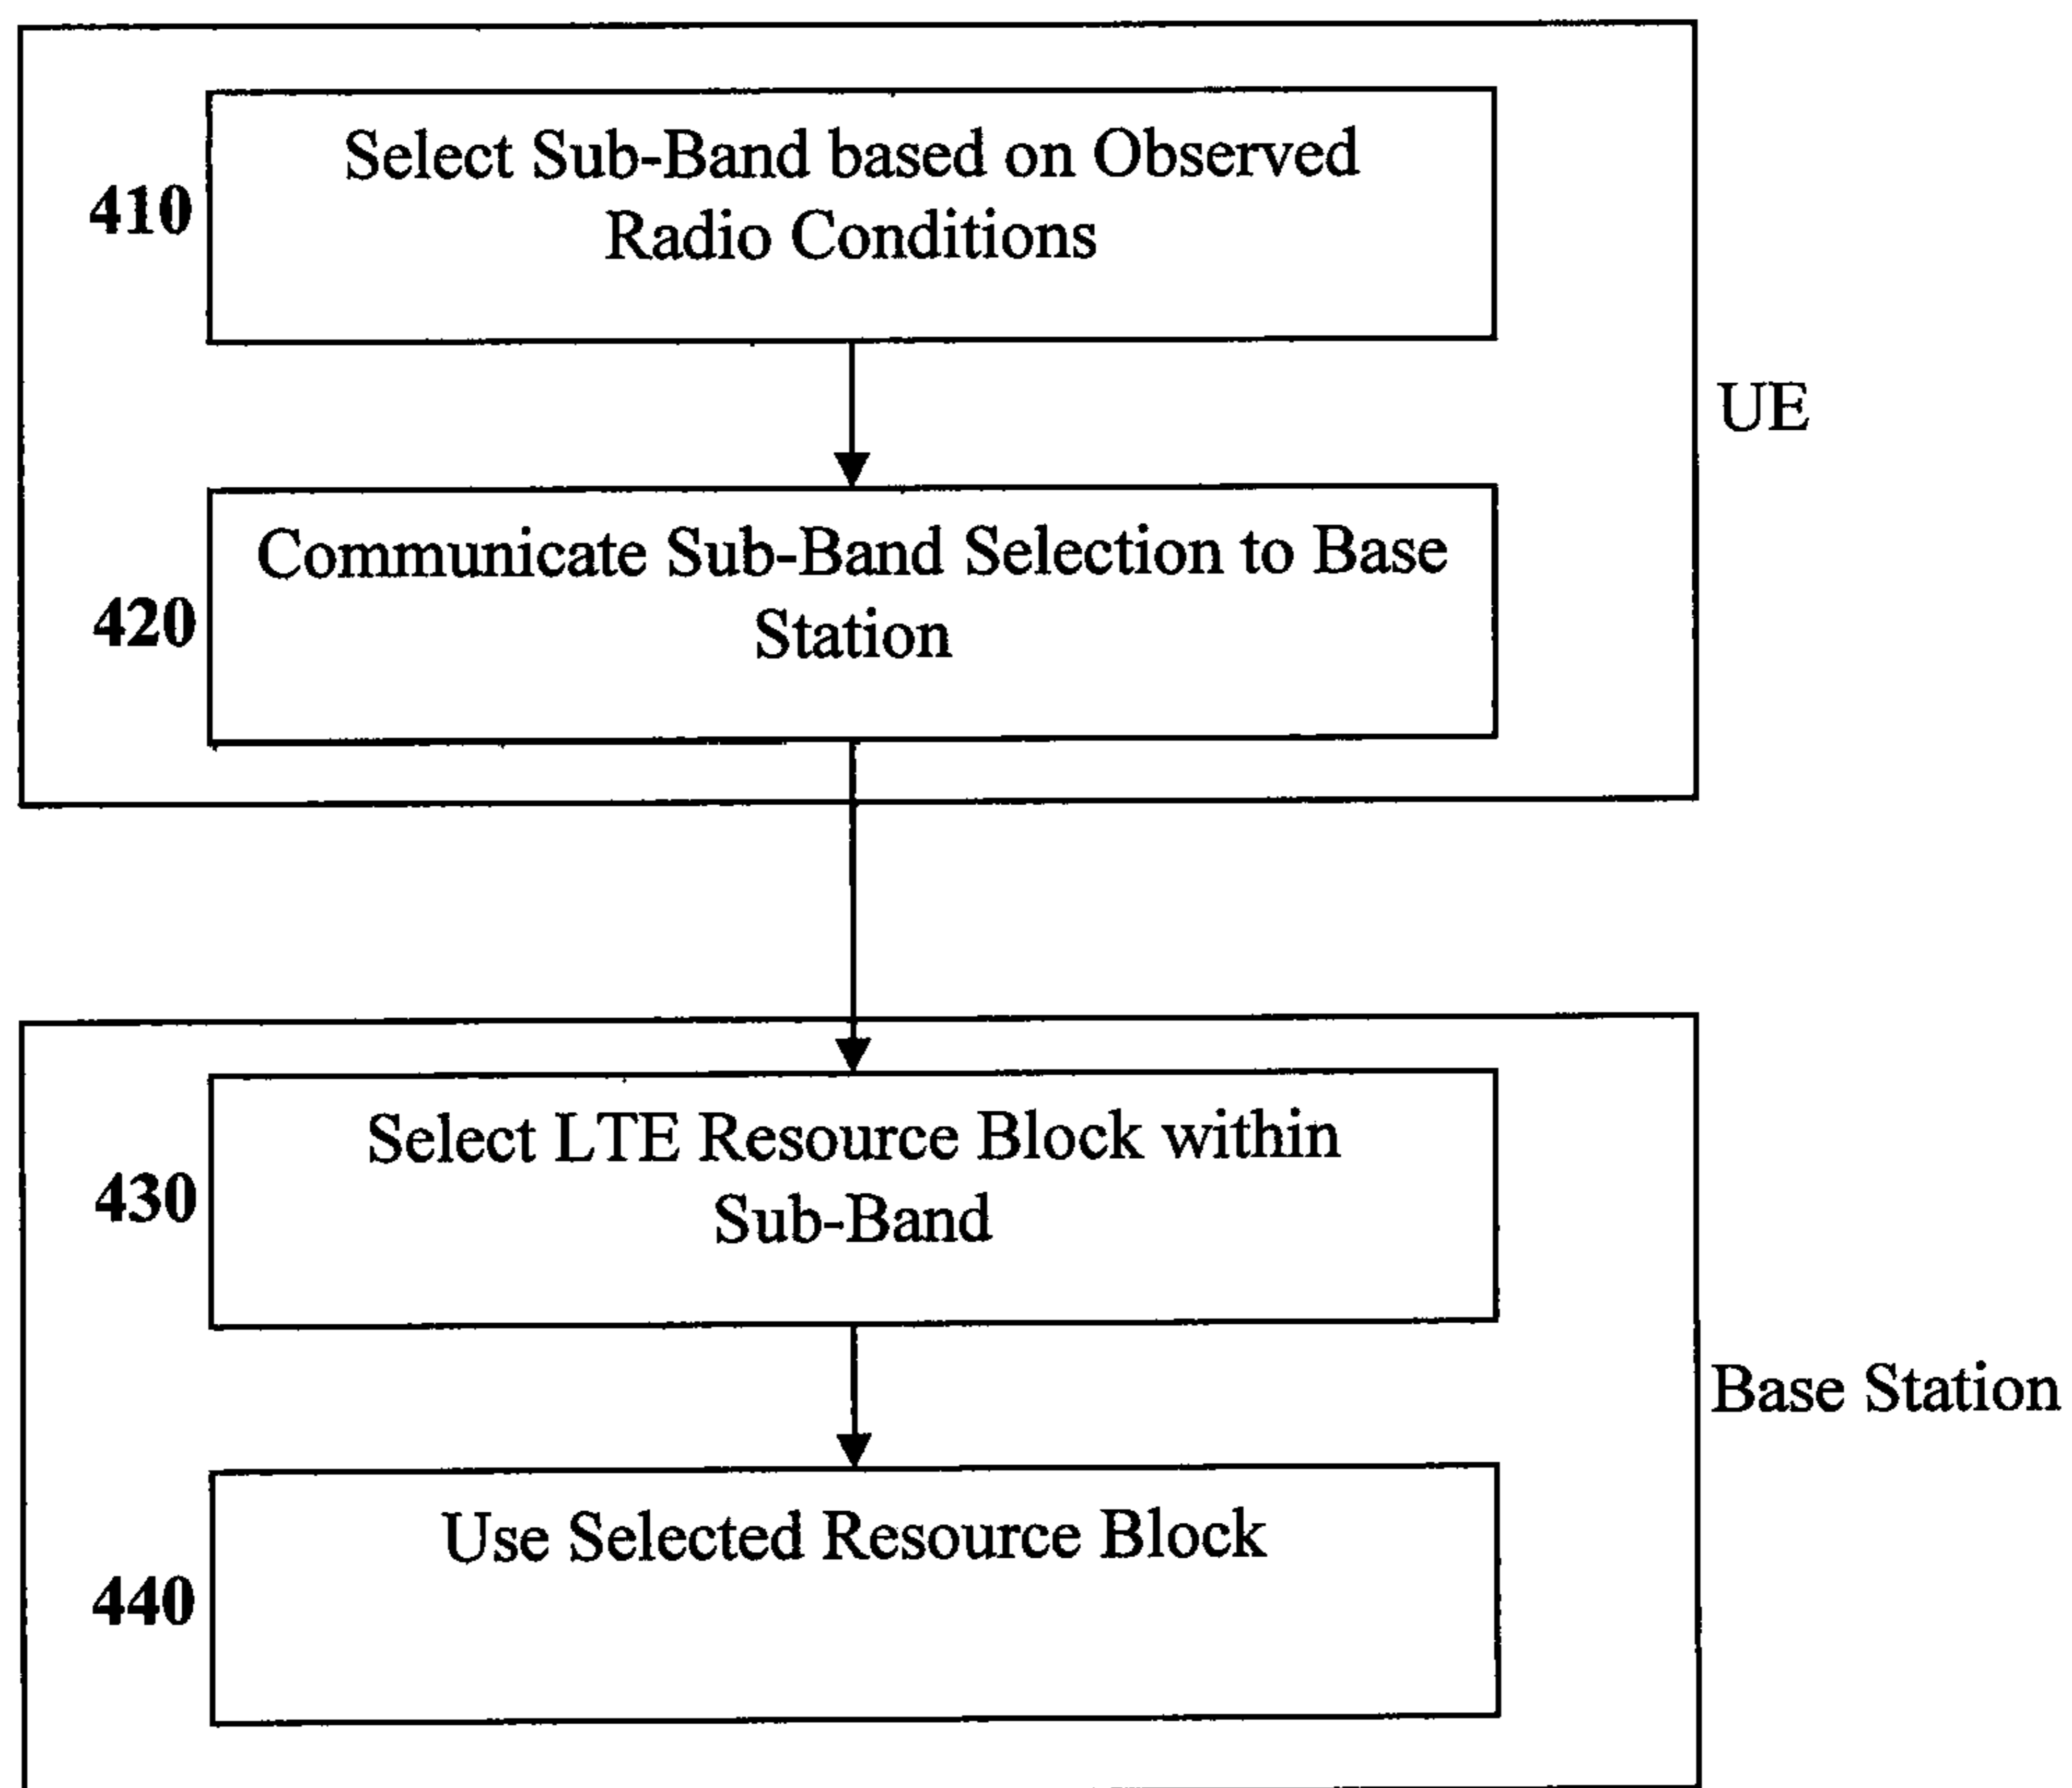 Select Sub-Band based on Observed
Radio Conditions
410
UE
Communicate Sub-Band Selection to Base
Station
420
Select LTE Resource Block within
Sub-Band
430
Base Station
Use Selected Resource Block
440